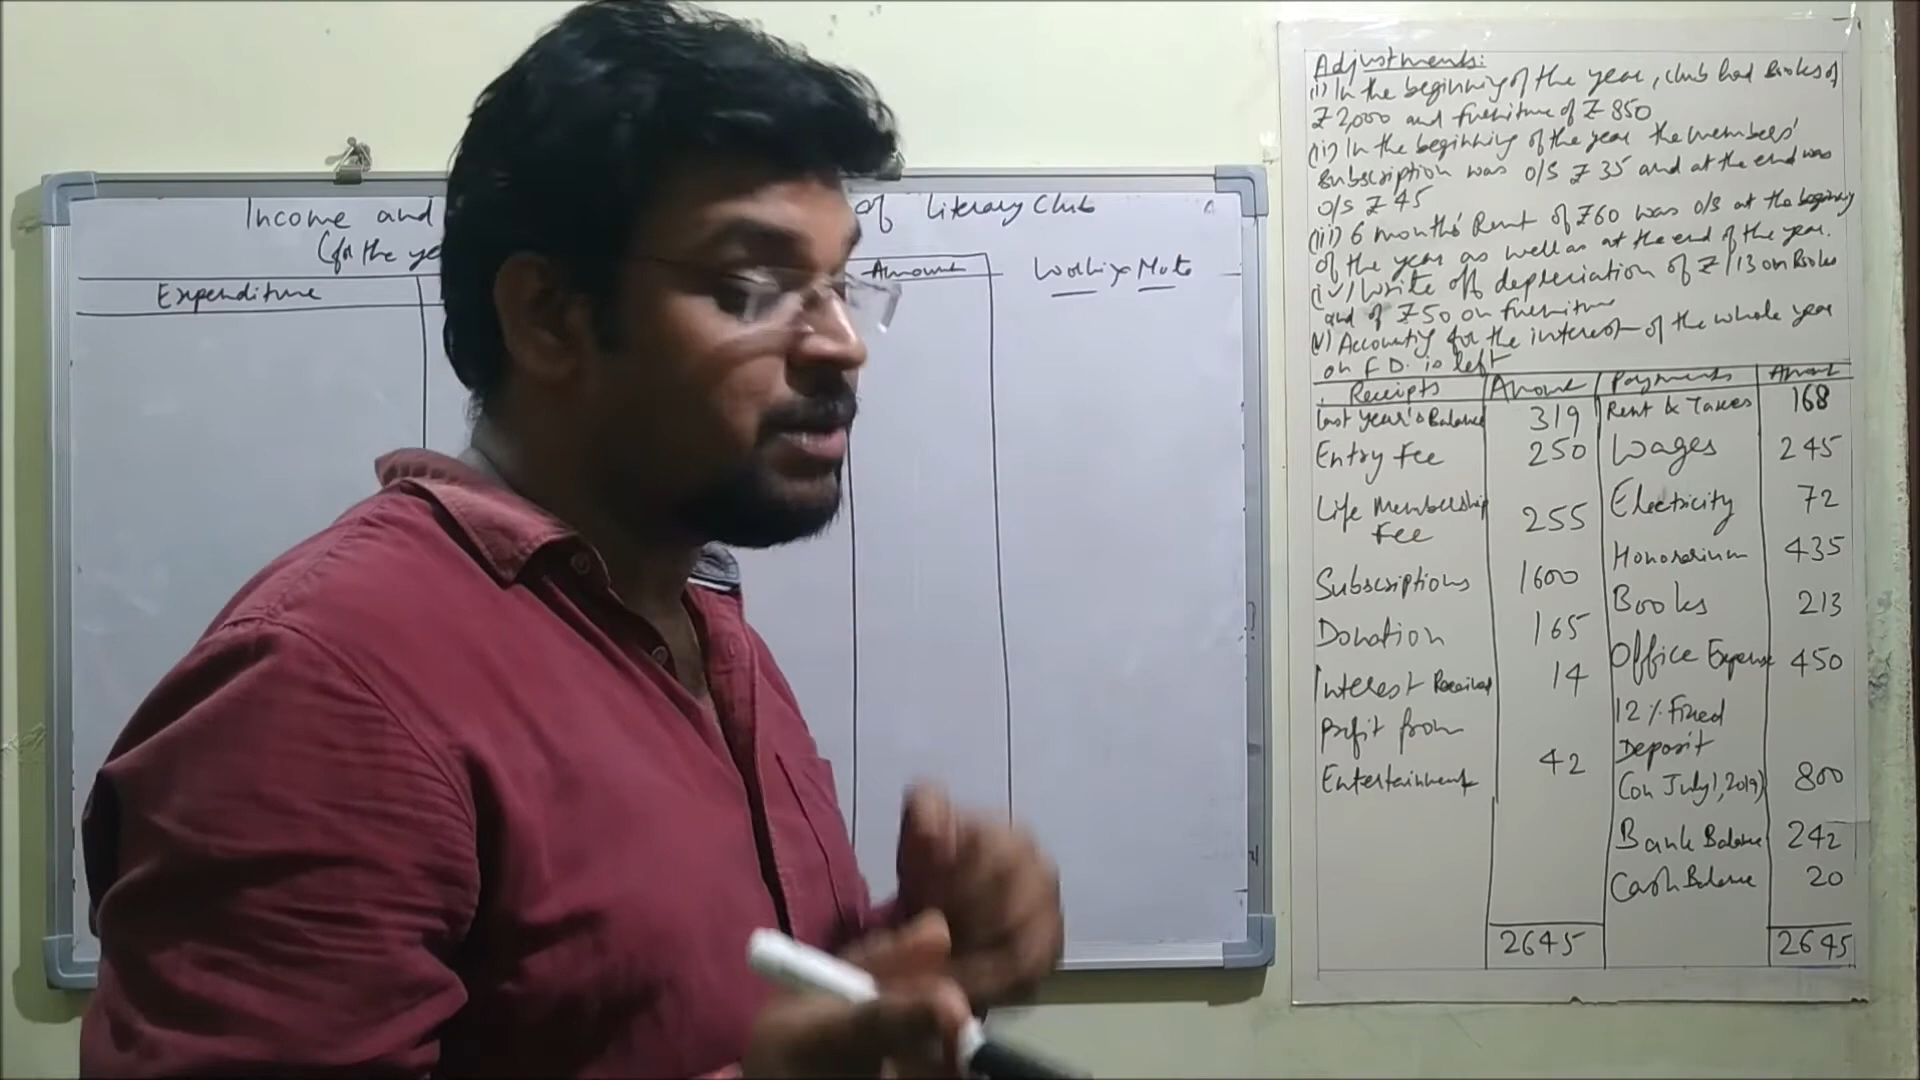 Income and
of Literary Club
(for the ye
Expenditure
Amount
Working Note
Adjustments:
(i) In the beginning of the year, club had Books of
₹2,000 and furniture of ₹850
(ii) In the beginning of the year the members'
subscription was o/s ₹35 and at the end was
o/s ₹45
(iii) 6 months' Rent of ₹60 was o/s at the beginning
of the year as well as at the end of the year.
(iv) Write off depreciation of ₹113 on Books
and of ₹50 on furniture
(v) Accounting for the interest of the whole year
on F.D. is left
Receipts Amount Payments Amount
Last year's Balance 319 Rent & Taxes 168
Entry Fee 250 Wages 245
Life Membership Fee 255 Electricity 72
Honorarium 435
Subscriptions 1600 Books 213
Donation 165 Office Expense 450
Interest Received 14 12% Fixed
Profit from Deposit
Entertainment 42 (on July 1, 2019) 800
Bank Balance 242
Cash Balance 20
2645 2645